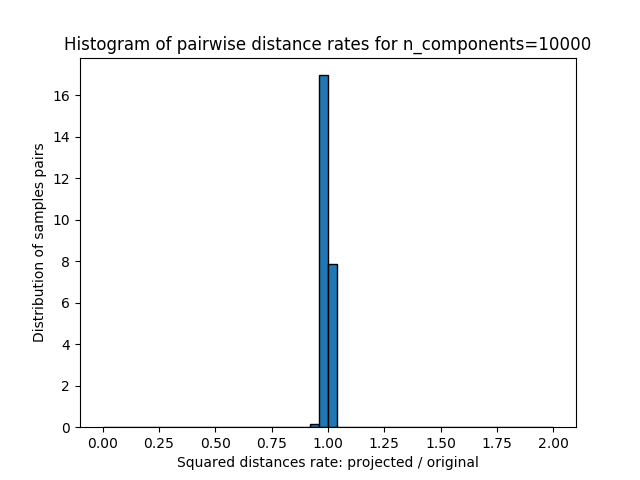 Histogram of pairwise distance rates for n_components=10000
Distribution of samples pairs
16
14
12
10
8
6
4
2
0
0.00 0.25 0.50 0.75 1.00 1.25 1.50 1.75 2.00
Squared distances rate: projected / original